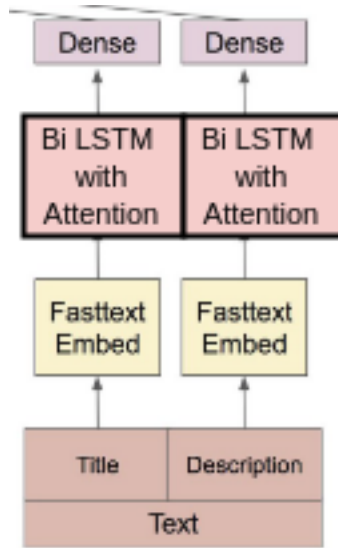 Dense Dense
Bi LSTM Bi LSTM
with with
Attention Attention
Fasttext Fasttext
Embed Embed
Title Description
Text